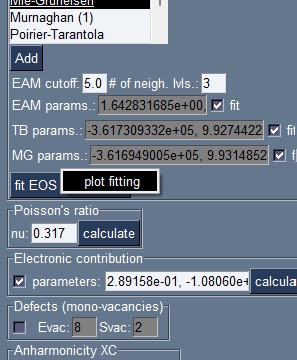 Mie-Gruneisen
Murnaghan (1)
Poirier-Tarantola
Add
EAM cutoff: 5.0 # of neigh. lvls.: 3
EAM params.: 1.642831685e+00, fit
TB params.: -3.617309332e+05, 9.9274422 fit
MG params.: -3.616949005e+05, 9.9314852 f
fit EOS plot fitting
Poisson's ratio
nu: 0.317 calculate
Electronic contribution
parameters: 2.89158e-01, -1.08060e+ calcula
Defects (mono-vacancies)
Evac: 8 Svac: 2
Anharmonicity XC